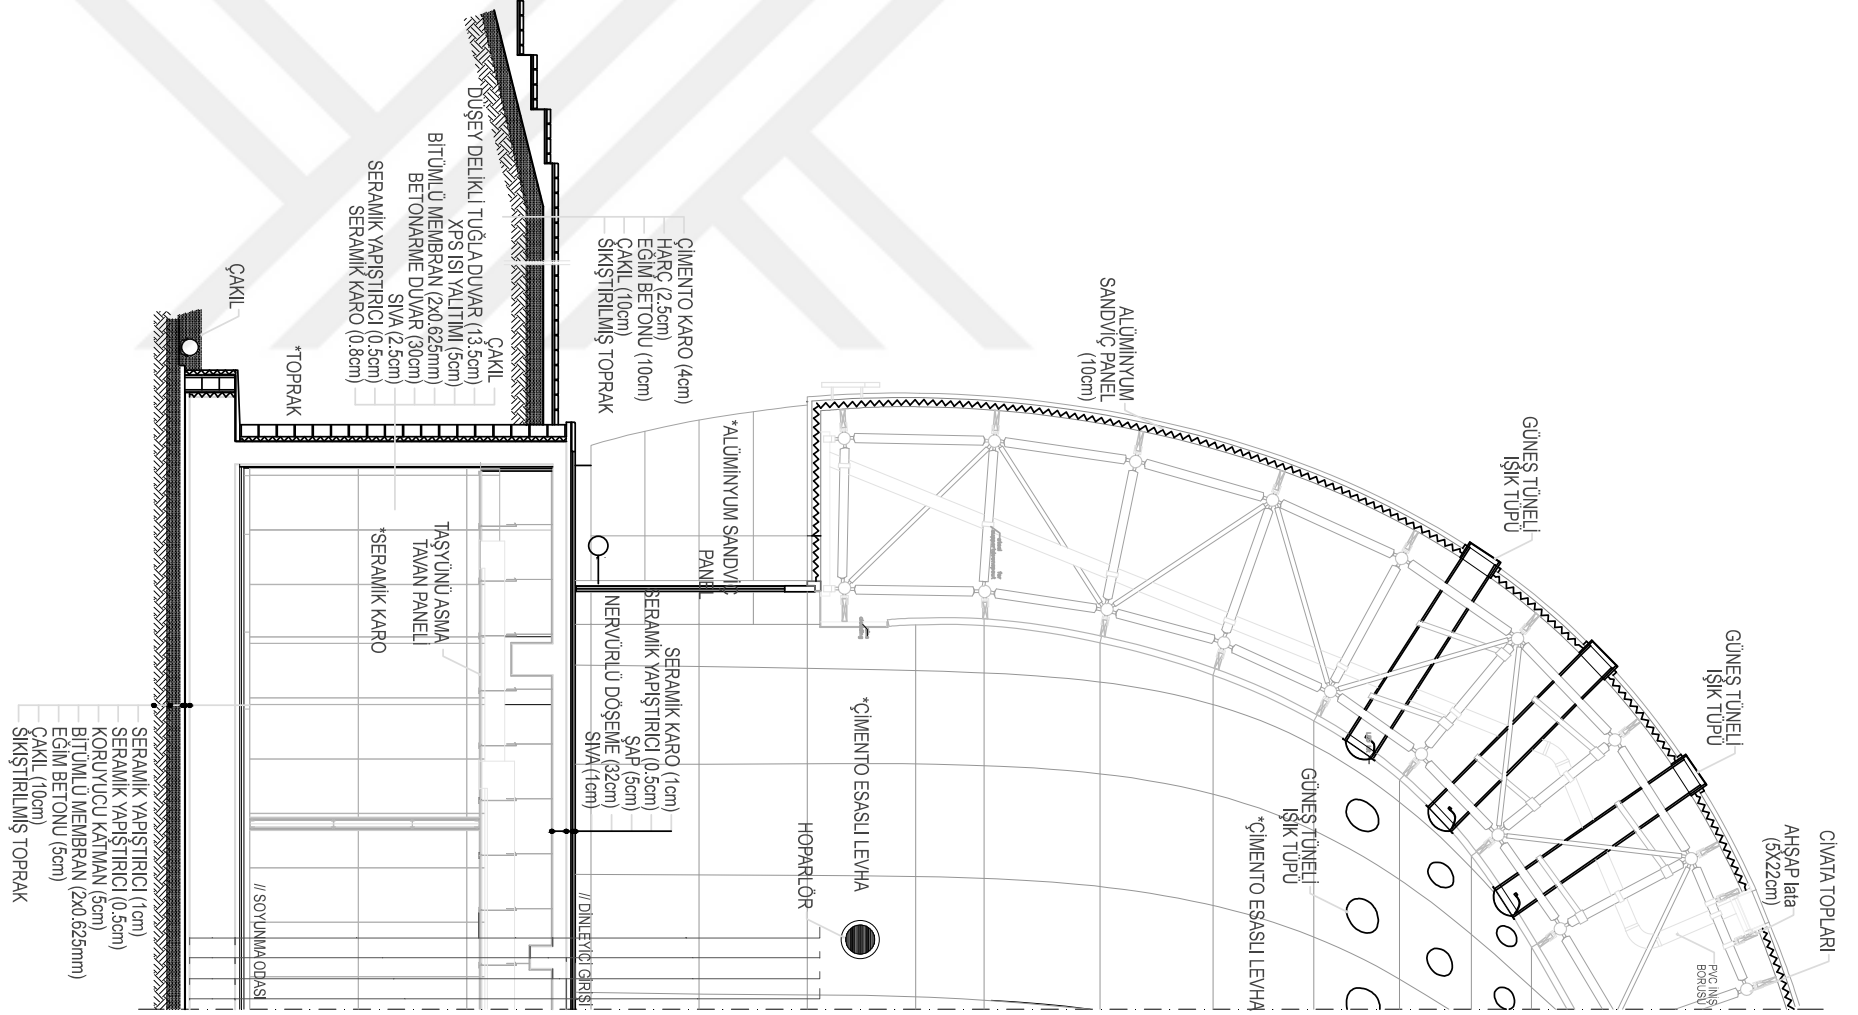 ÇİMENTO KARO (4cm)
HARÇ (2.5cm)
EĞİM BETONU (10cm)
ÇAKIL (10cm)
SIKIŞTIRILMIŞ TOPRAK
ÇAKIL
DÜŞEY DELİKLİ TUĞLA DUVAR (13.5cm)
XPS ISI YALITIMI (5cm)
BİTÜMLÜ MEMBRAN (2x0.625mm)
BETONARME DUVAR (30cm)
SIVA (2.5cm)
SERAMİK YAPIŞTIRICI (0.5cm)
SERAMİK KARO (0.8cm)
ÇAKIL
*TOPRAK
ALÜMİNYUM
SANDVİÇ PANEL
(10cm)
*ALÜMİNYUM SANDVİÇ
PANEL
GÜNEŞ TÜNELİ
IŞIK TÜPÜ
GÜNEŞ TÜNELİ
IŞIK TÜPÜ
GÜNEŞ TÜNELİ
IŞIK TÜPÜ
CİVATA TOPLARI
AHŞAP lata
(5X22cm)
PVC İNİŞ
BORUSU
*ÇİMENTO ESASLI LEVHA
*ÇİMENTO ESASLI LEVHA
HOPARLÖR
TAŞYÜNÜ ASMA
TAVAN PANELİ
*SERAMİK KARO
SERAMİK KARO (1cm)
SERAMİK YAPIŞTIRICI (0.5cm)
ŞAP (5cm)
NERVÜRLÜ DÖŞEME (32cm)
SIVA (1cm)
// DİNLEYİCİ GİRİŞİ
// SOYUNMA ODASI
SERAMİK YAPIŞTIRICI (1cm)
SERAMİK YAPIŞTIRICI (0.5cm)
KORUYUCU KATMAN (5cm)
BİTÜMLÜ MEMBRAN (2x0.625mm)
EĞİM BETONU (5cm)
ÇAKIL (10cm)
SIKIŞTIRILMIŞ TOPRAK